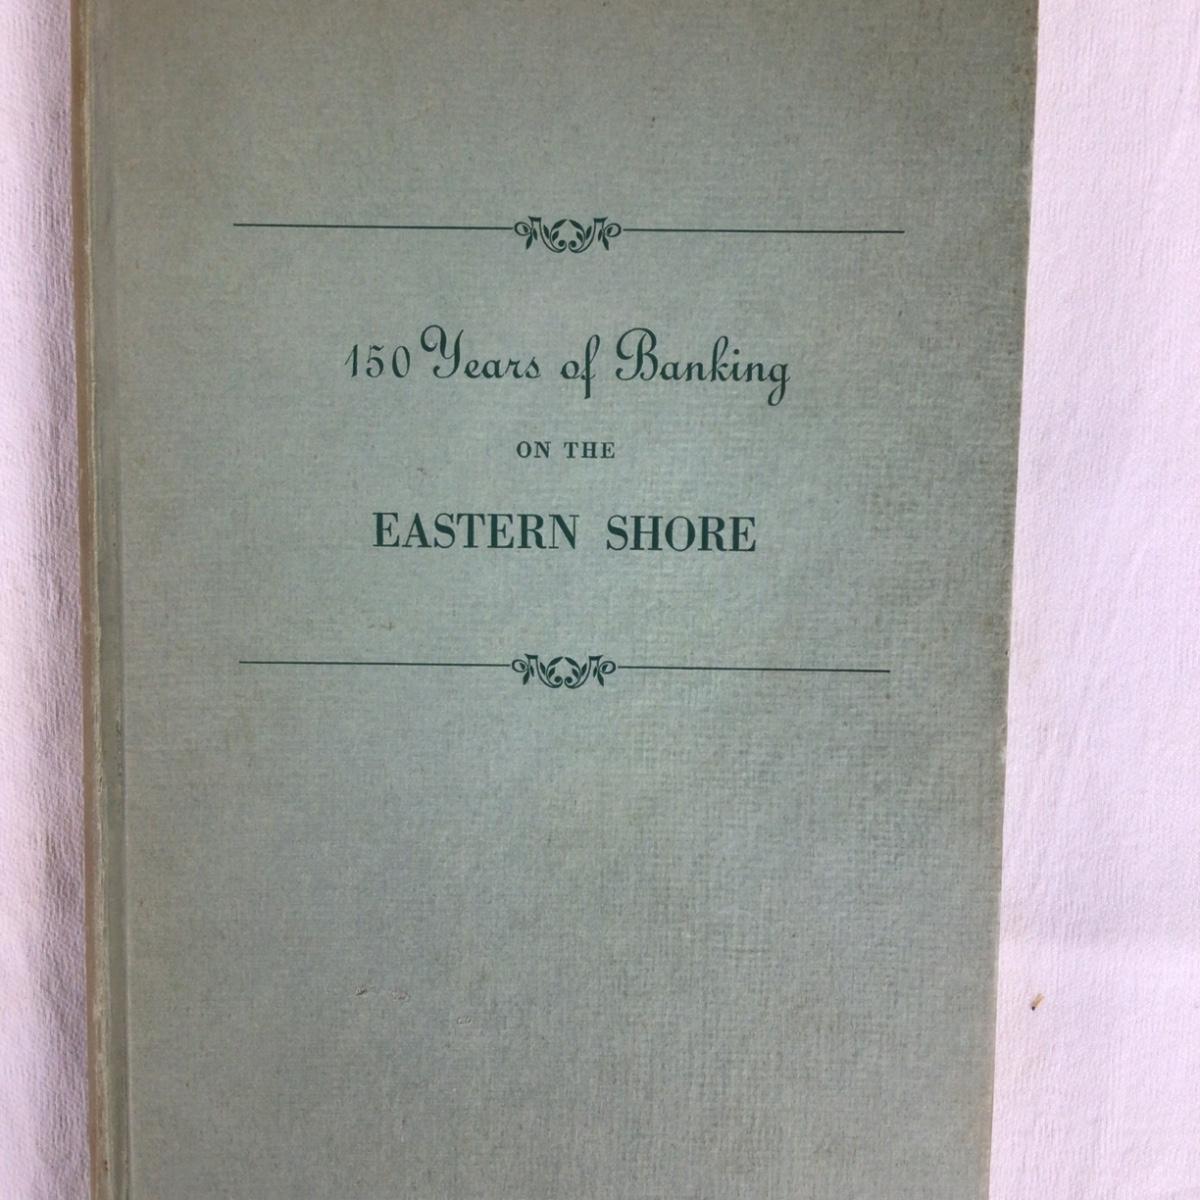 150 Years of Banking
ON THE
EASTERN SHORE